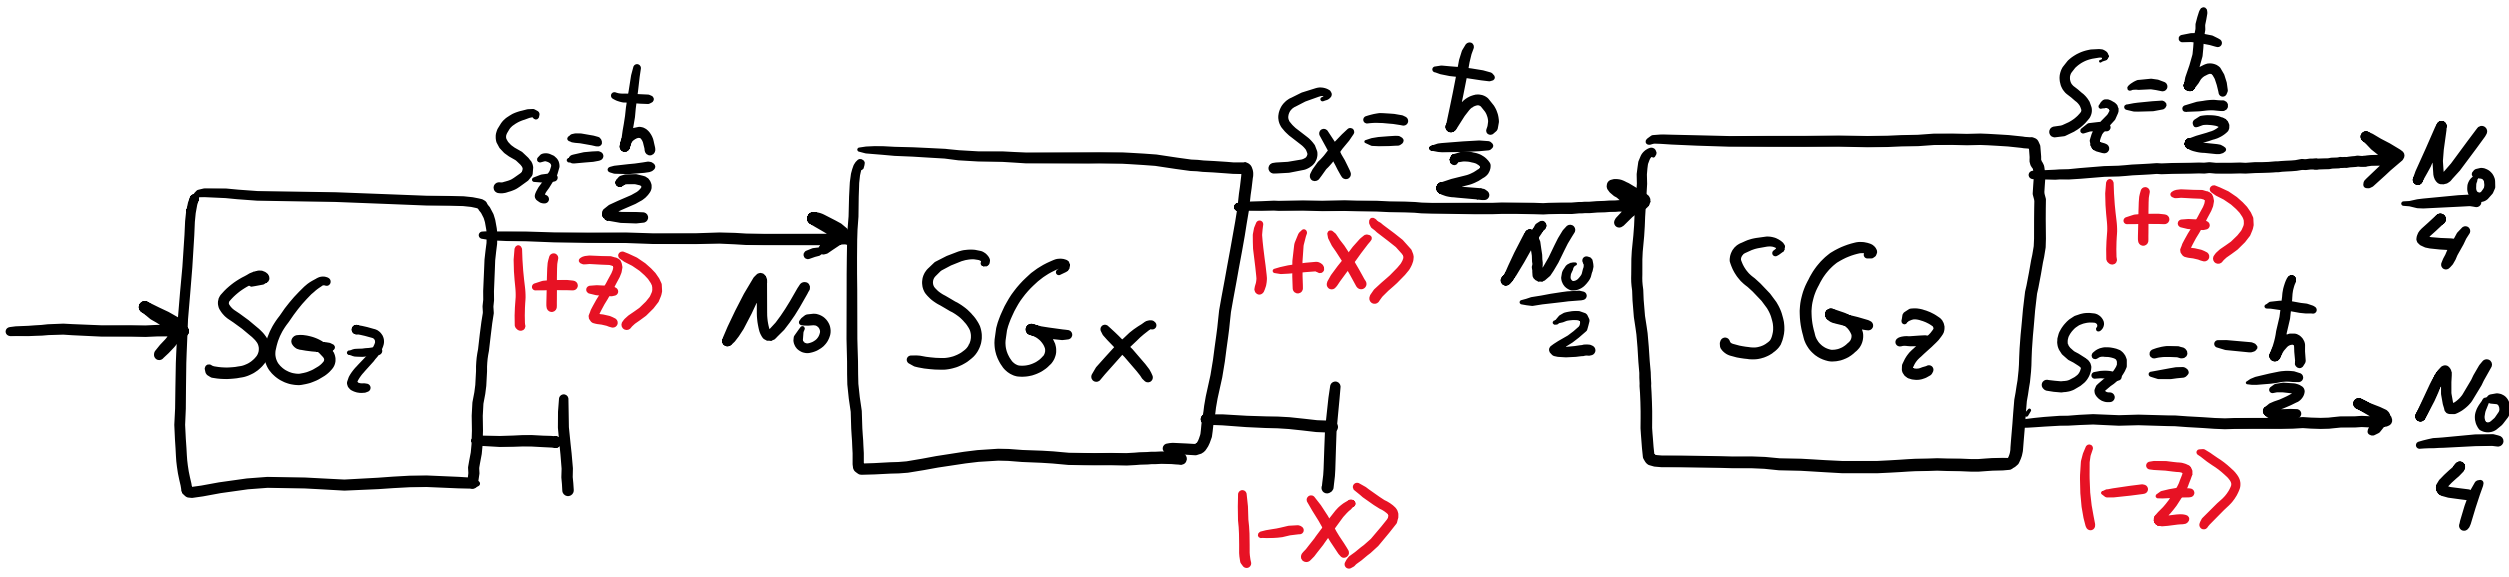 SGz
Sz = +ħ/2
|+z>
N₀
SGx
Sx = +ħ/2
|+x>
N₀/2
|-x>
SGz
Sz = +ħ/2
|+z>
N₀/4
Sz = -ħ/2
|-z>
N₀/4